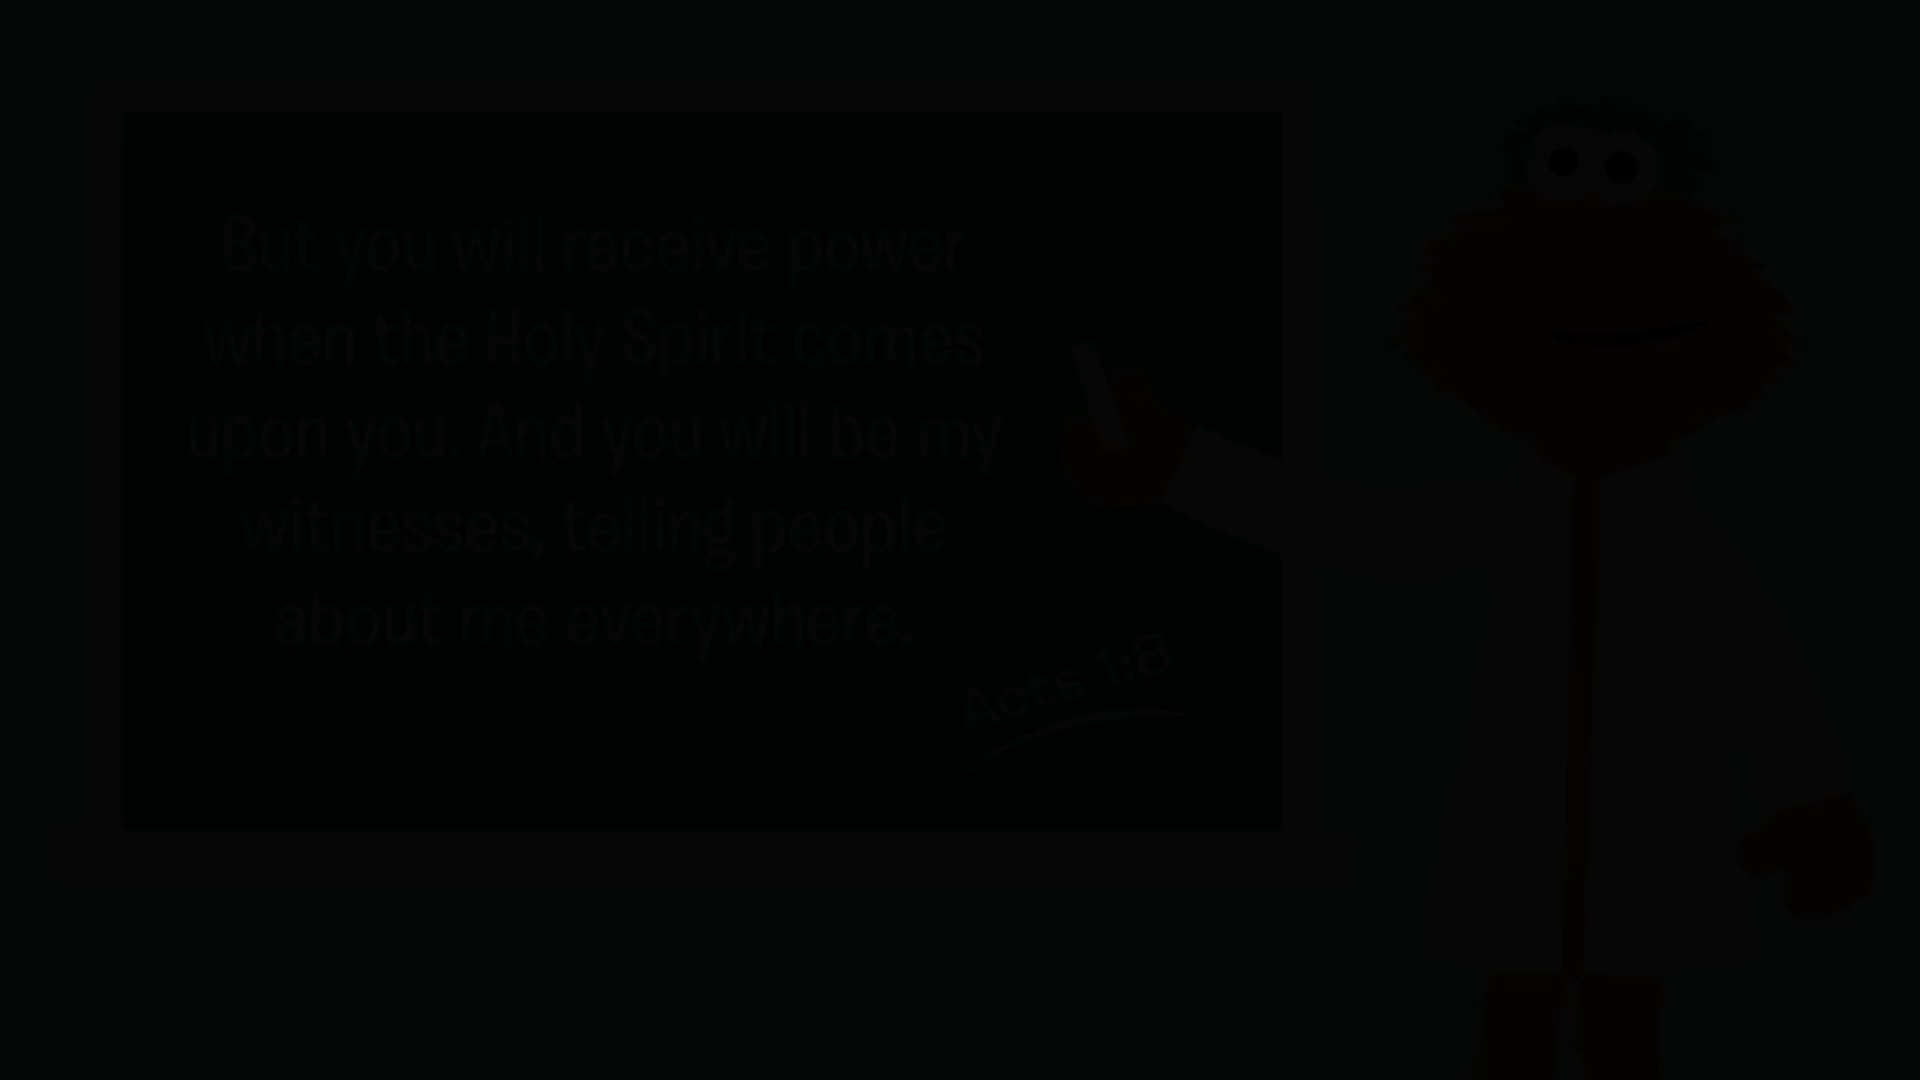 But you will receive power
when the Holy Spirit comes
upon you. And you will be my
witnesses, telling people
about me everywhere.
Acts 1:8